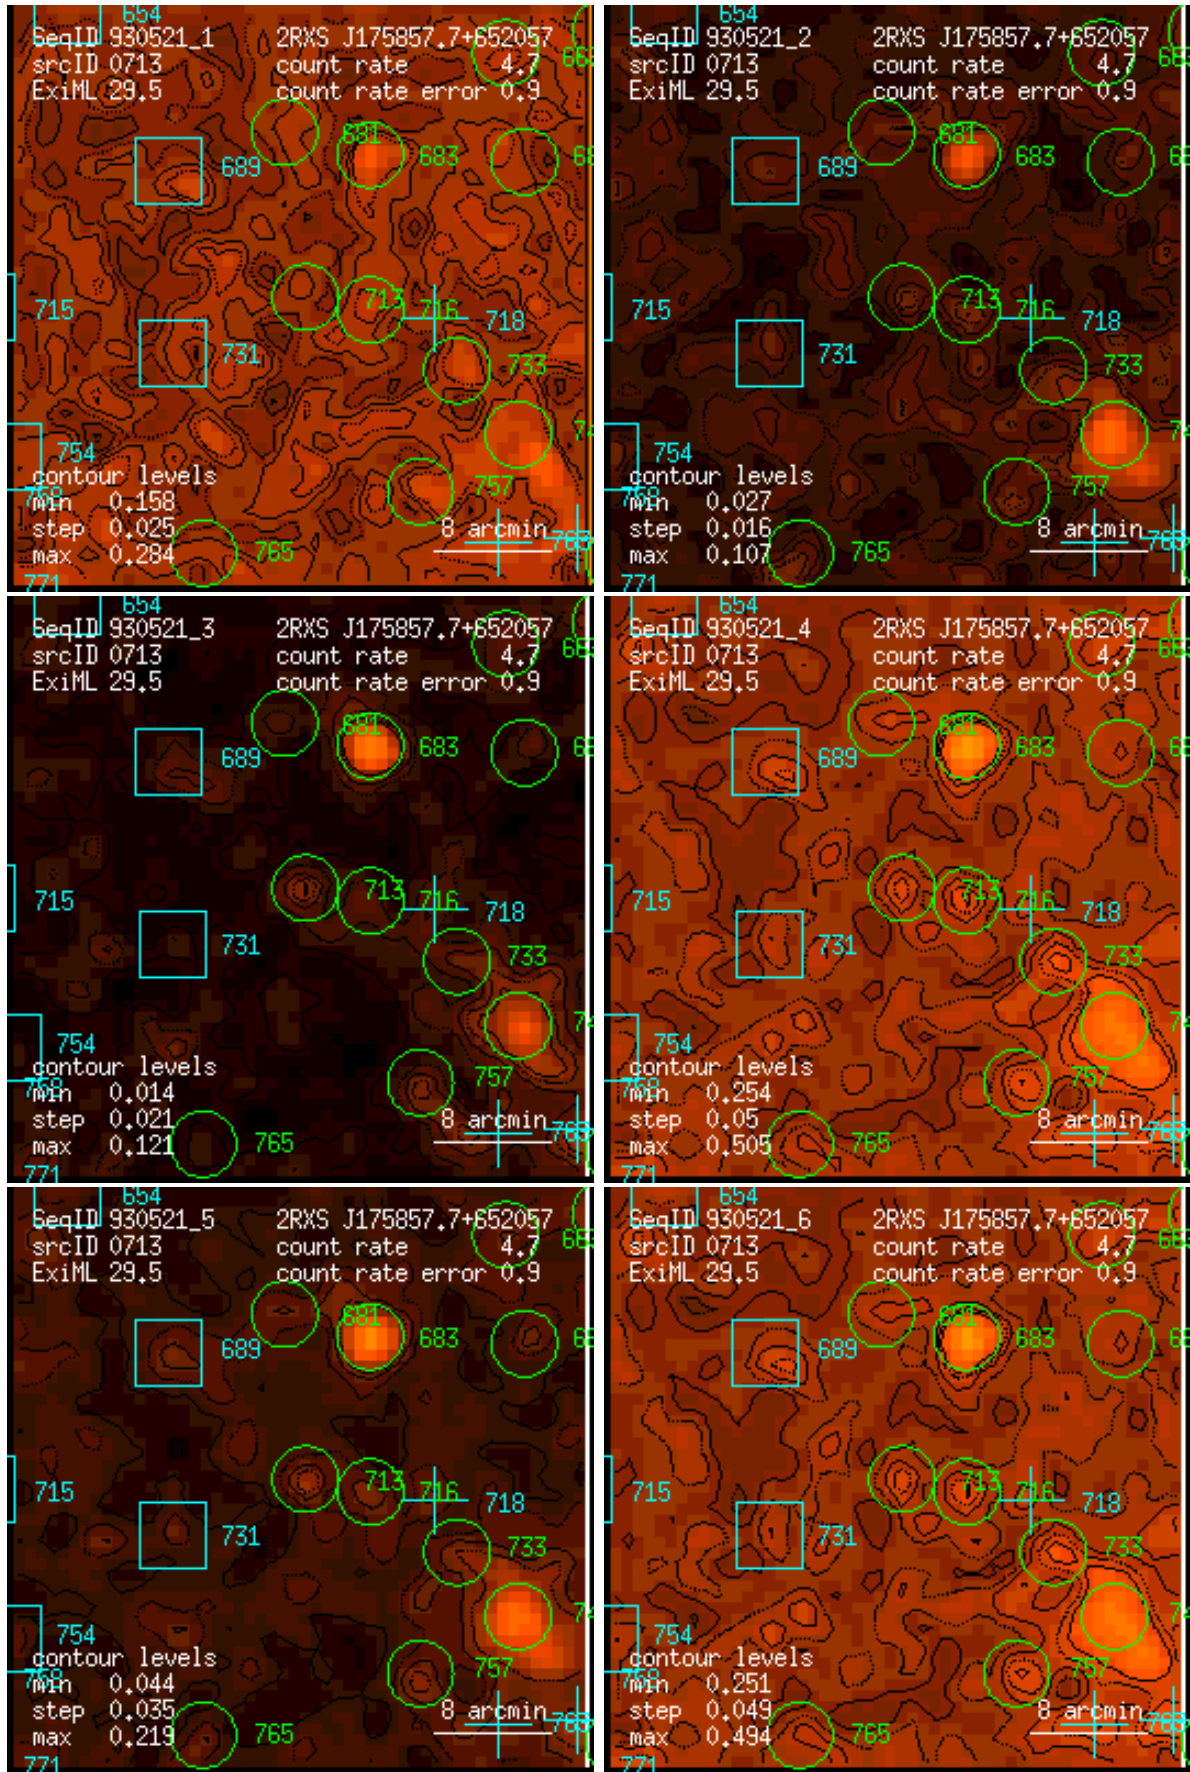 654
SeqID 930521_1 2RXS J175857.7+652057
srcID 0713 count rate 4.7
ExiML 29.5 count rate error 0.9
681
689 683
715 713 716 718
731 733
754
contour levels
768 757
min 0.158
step 0.025 8 arcmin
max 0.284 765
771
654
SeqID 930521_2 2RXS J175857.7+652057
srcID 0713 count rate 4.7
ExiML 29.5 count rate error 0.9
681
689 683
713 716 718
731 733
754
contour levels
768 757
min 0.027
step 0.016 8 arcmin
max 0.107 765
771
654
SeqID 930521_3 2RXS J175857.7+652057
srcID 0713 count rate 4.7
ExiML 29.5 count rate error 0.9
681
689 683
715 713 716 718
731 733
754
contour levels
768 757
min 0.014
step 0.021 8 arcmin
max 0.121 765
771
654
SeqID 930521_4 2RXS J175857.7+652057
srcID 0713 count rate 4.7
ExiML 29.5 count rate error 0.9
681
689 683
715 713 716 718
731 733
754
contour levels
768 757
min 0.254
step 0.05 8 arcmin
max 0.505 765
771
654
SeqID 930521_5 2RXS J175857.7+652057
srcID 0713 count rate 4.7
ExiML 29.5 count rate error 0.9
681
689 683
715 713 716 718
731 733
754
contour levels
768 757
min 0.044
step 0.035 8 arcmin
max 0.219 765
771
654
SeqID 930521_6 2RXS J175857.7+652057
srcID 0713 count rate 4.7
ExiML 29.5 count rate error 0.9
681
689 683
715 713 716 718
731 733
754
contour levels
768 757
min 0.251
step 0.049 8 arcmin
max 0.494 765
771